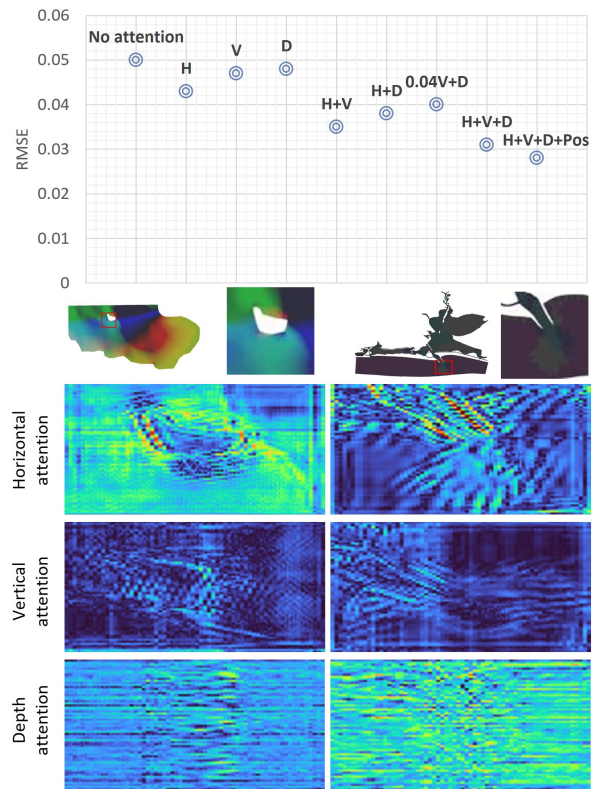 0.06
No attention
V
D
0.05
H
0.04V+D
H+D
0.04
H+V
H+V+D
H+V+D+Pos
0.03
RMSE
0.02
0.01
0
Horizontal
attention
Vertical
attention
Depth
attention